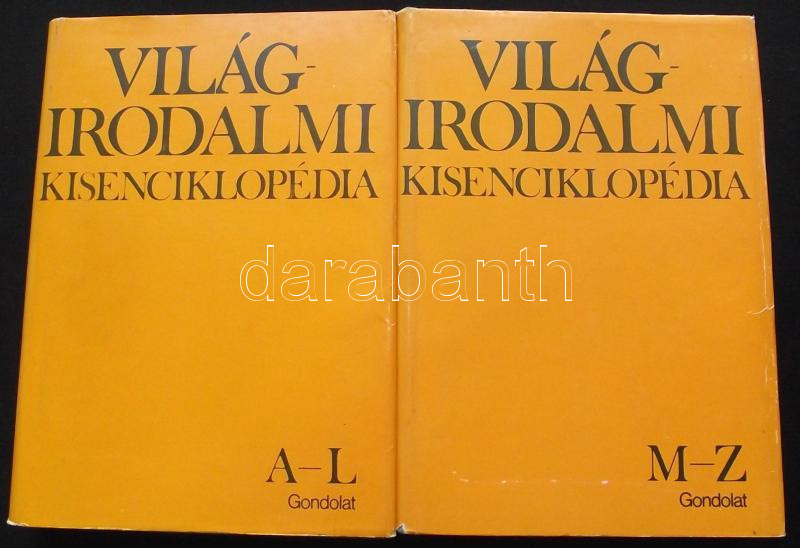 VILÁG-
IRODALMI
KISENCIKLOPÉDIA
A–L
Gondolat
VILÁG-
IRODALMI
KISENCIKLOPÉDIA
M–Z
Gondolat
darabanth